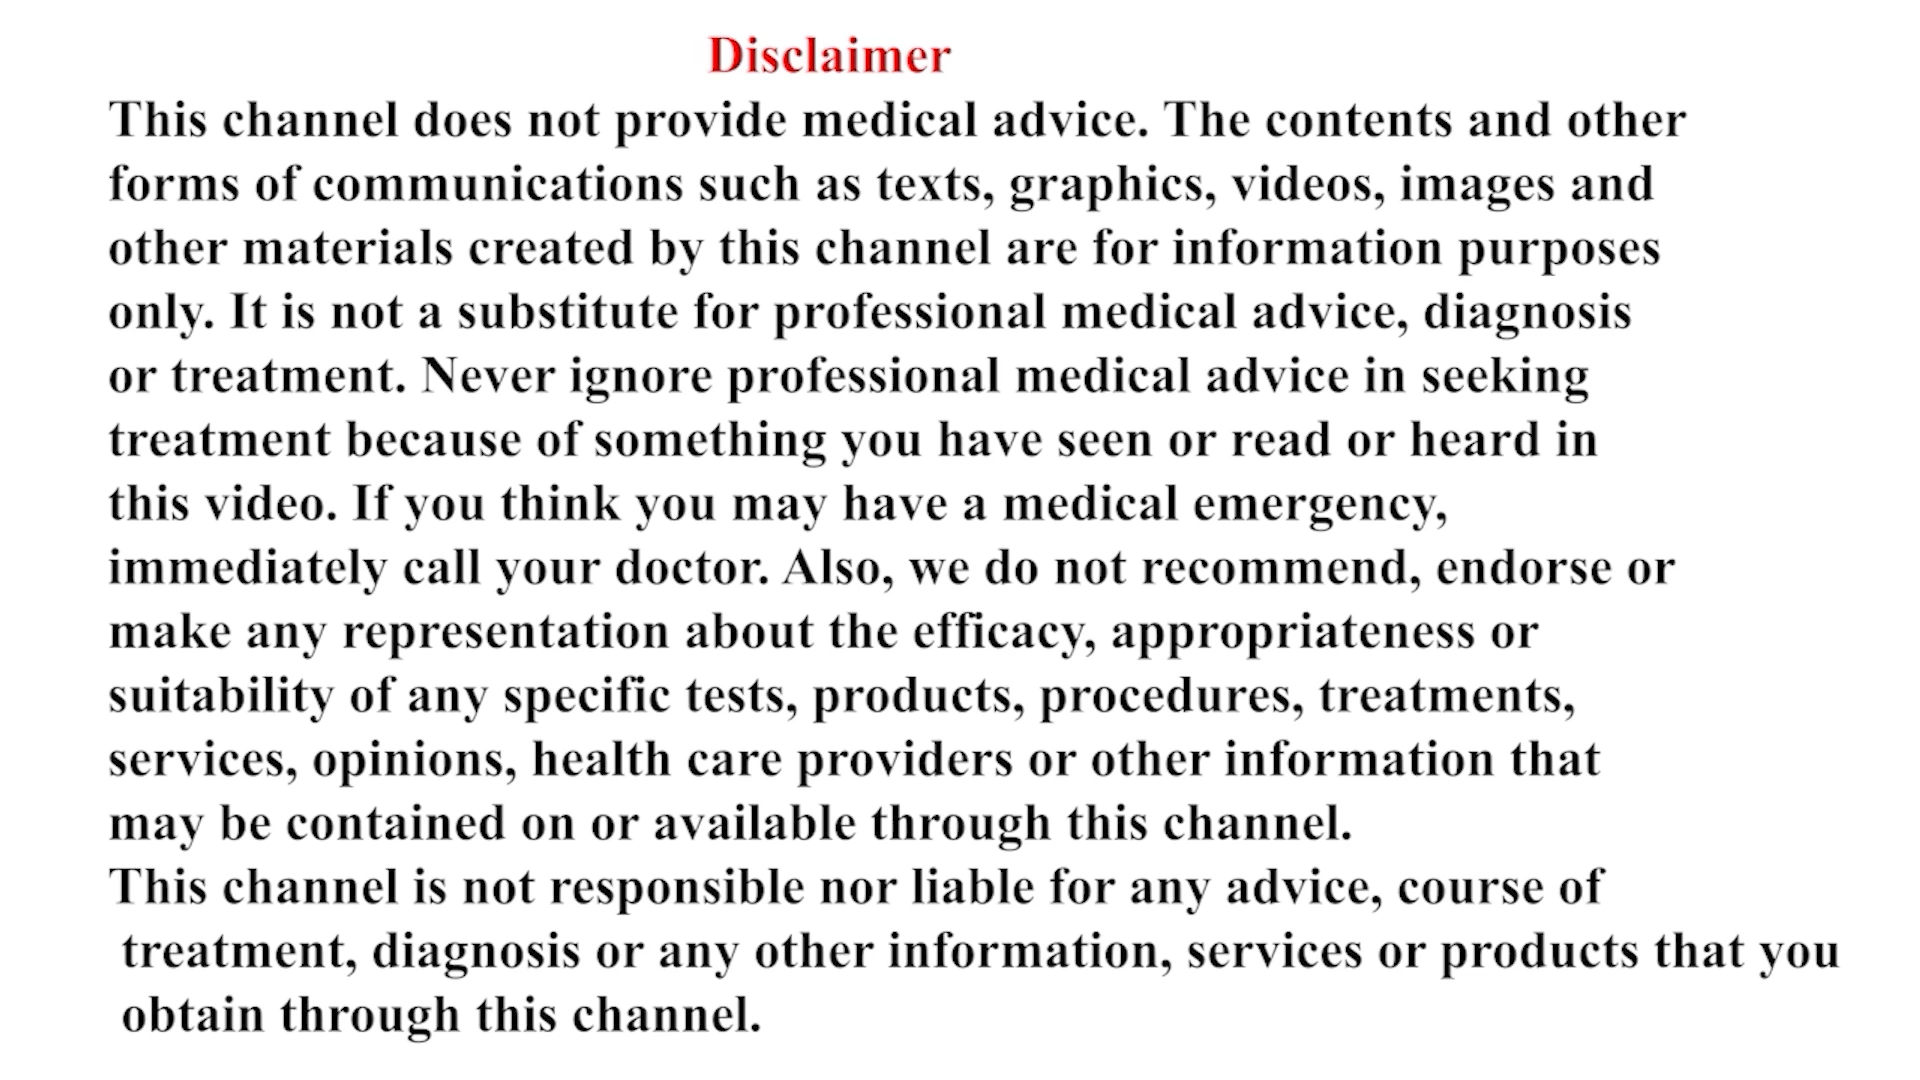 Disclaimer
This channel does not provide medical advice. The contents and other
forms of communications such as texts, graphics, videos, images and
other materials created by this channel are for information purposes
only. It is not a substitute for professional medical advice, diagnosis
or treatment. Never ignore professional medical advice in seeking
treatment because of something you have seen or read or heard in
this video. If you think you may have a medical emergency,
immediately call your doctor. Also, we do not recommend, endorse or
make any representation about the efficacy, appropriateness or
suitability of any specific tests, products, procedures, treatments,
services, opinions, health care providers or other information that
may be contained on or available through this channel.
This channel is not responsible nor liable for any advice, course of
treatment, diagnosis or any other information, services or products that you
obtain through this channel.